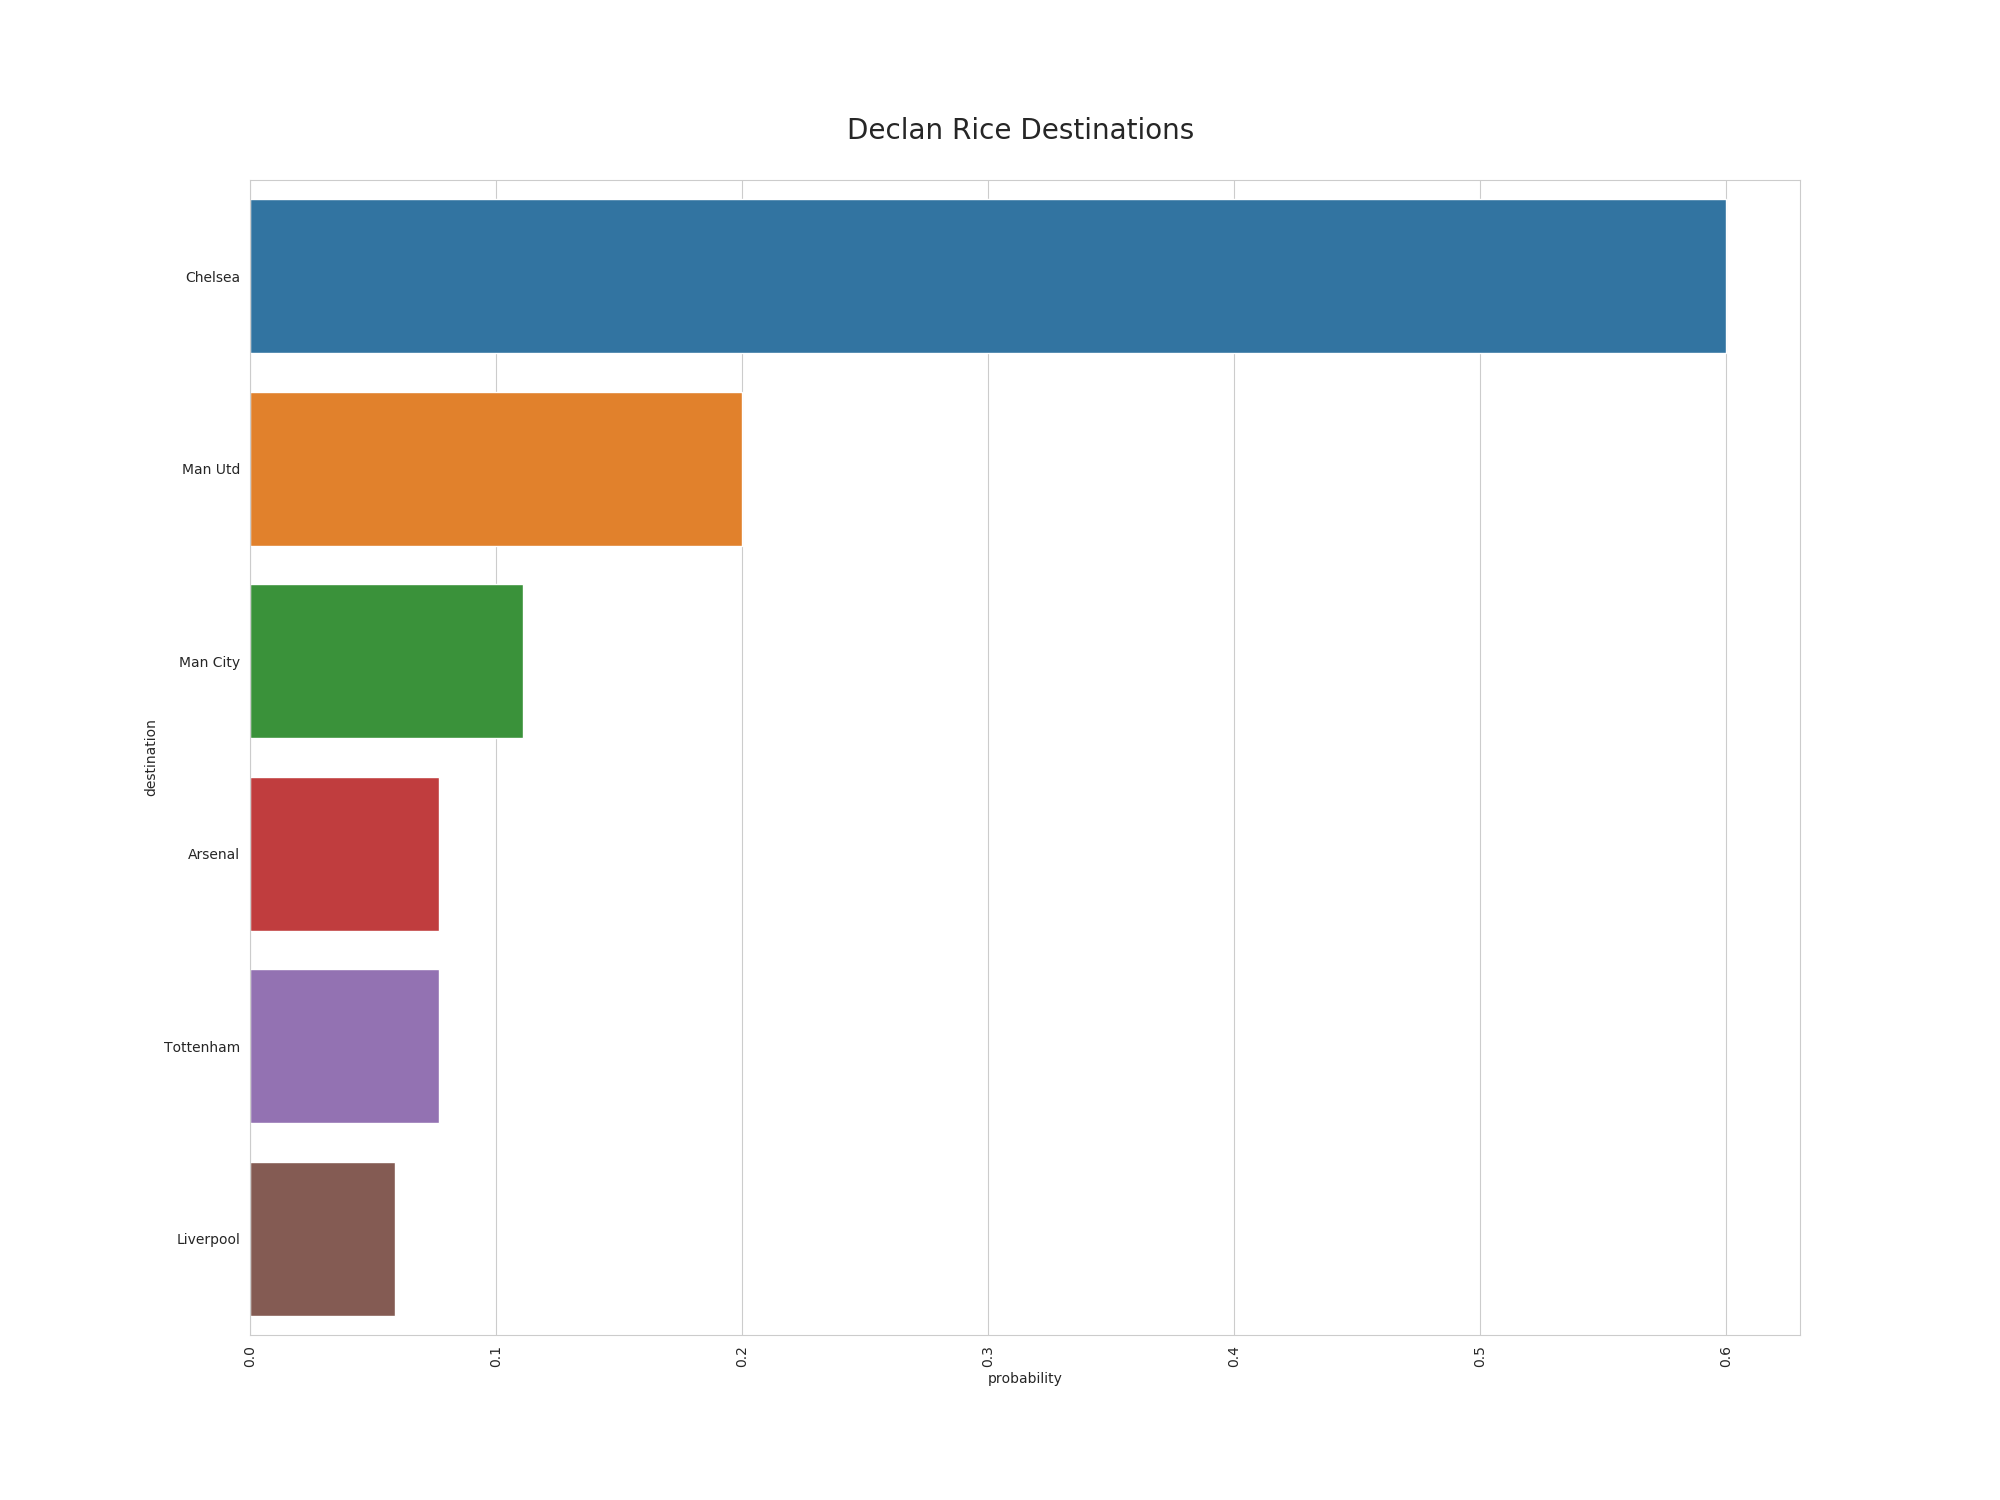 Declan Rice Destinations
Chelsea
Man Utd
Man City
Arsenal
Tottenham
Liverpool
destination
0.0 0.1 0.2 0.3 0.4 0.5 0.6
probability